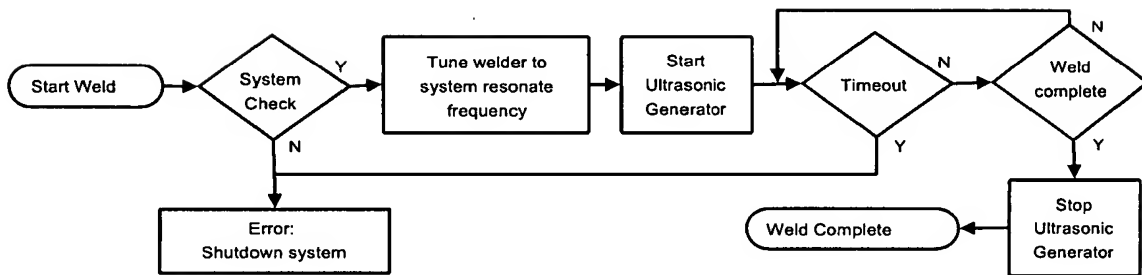 Start Weld
System
Check
Y
N
Tune welder to
system resonate
frequency
Start
Ultrasonic
Generator
Timeout
N
Y
Weld
complete
N
Y
Error:
Shutdown system
Weld Complete
Stop
Ultrasonic
Generator